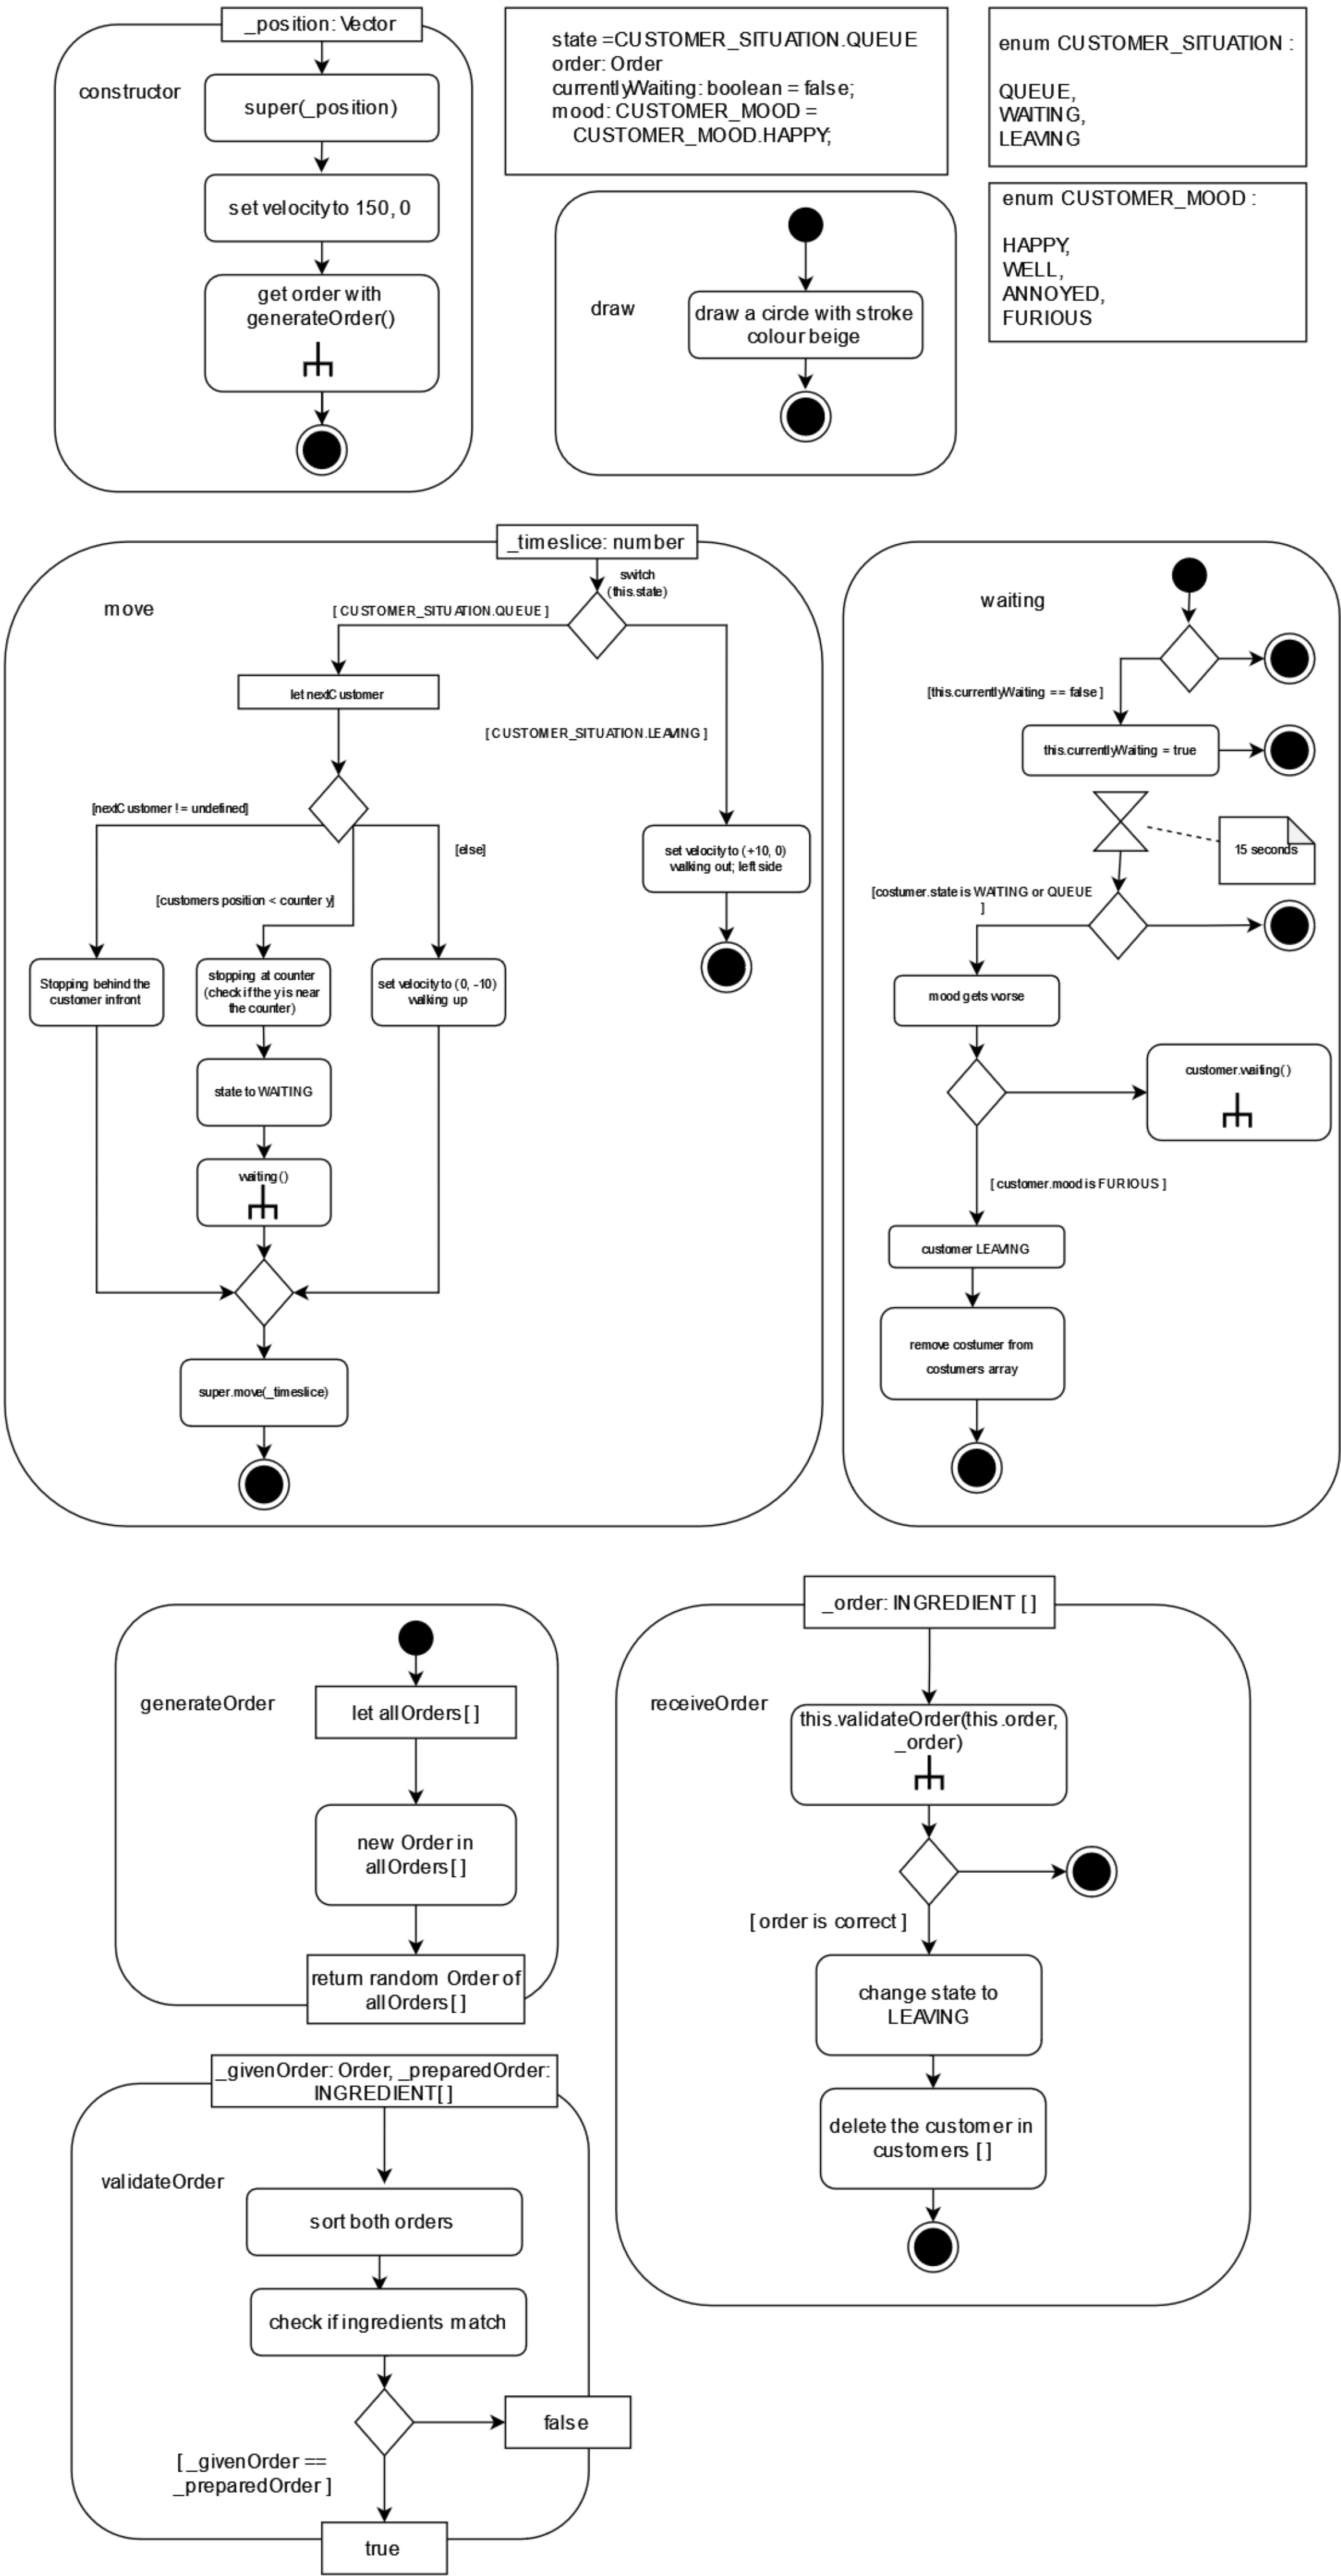 _position: Vector
constructor
super(_position)
set velocity to 150, 0
get order with
generateOrder()
state =CUSTOMER_SITUATION.QUEUE
order: Order
currentlyWaiting: boolean = false;
mood: CUSTOMER_MOOD =
CUSTOMER_MOOD.HAPPY;
enum CUSTOMER_SITUATION :
QUEUE,
WAITING,
LEAVING
enum CUSTOMER_MOOD :
HAPPY,
WELL,
ANNOYED,
FURIOUS
draw
draw a circle with stroke
colour beige
_timeslice: number
move
switch
(this.state)
[ CUSTOMER_SITUATION.QUEUE ]
let nextCustomer
[ CUSTOMER_SITUATION.LEAVING ]
[nextCustomer != undefined]
[else]
[customers position < counter y]
set velocity to (+10, 0)
walking out; left side
Stopping behind the
customer infront
stopping at counter
(check if the y is near
the counter)
set velocity to (0, -10)
walking up
state to WAITING
waiting()
super.move(_timeslice)
waiting
[this.currentlyWaiting == false ]
this.currentlyWaiting = true
15 seconds
[costumer.state is WAITING or QUEUE
]
mood gets worse
customer.waiting()
[ customer.mood is FURIOUS ]
customer LEAVING
remove costumer from
costumers array
generateOrder
let allOrders[ ]
new Order in
allOrders[ ]
return random Order of
allOrders[ ]
_order: INGREDIENT [ ]
receiveOrder
this.validateOrder(this.order,
_order)
[ order is correct ]
change state to
LEAVING
delete the customer in
customers [ ]
_givenOrder: Order, _preparedOrder:
INGREDIENT[ ]
validateOrder
sort both orders
check if ingredients match
false
[ _givenOrder ==
_preparedOrder ]
true